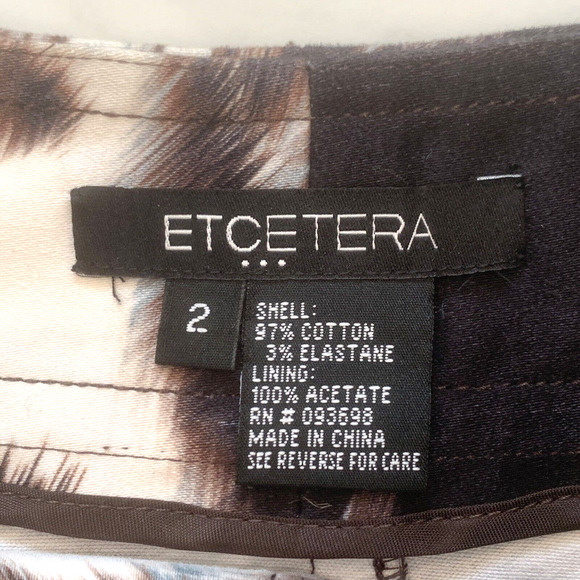 ETCETERA
2
SHELL:
97% COTTON
3% ELASTANE
LINING:
100% ACETATE
RN # 093698
MADE IN CHINA
SEE REVERSE FOR CARE